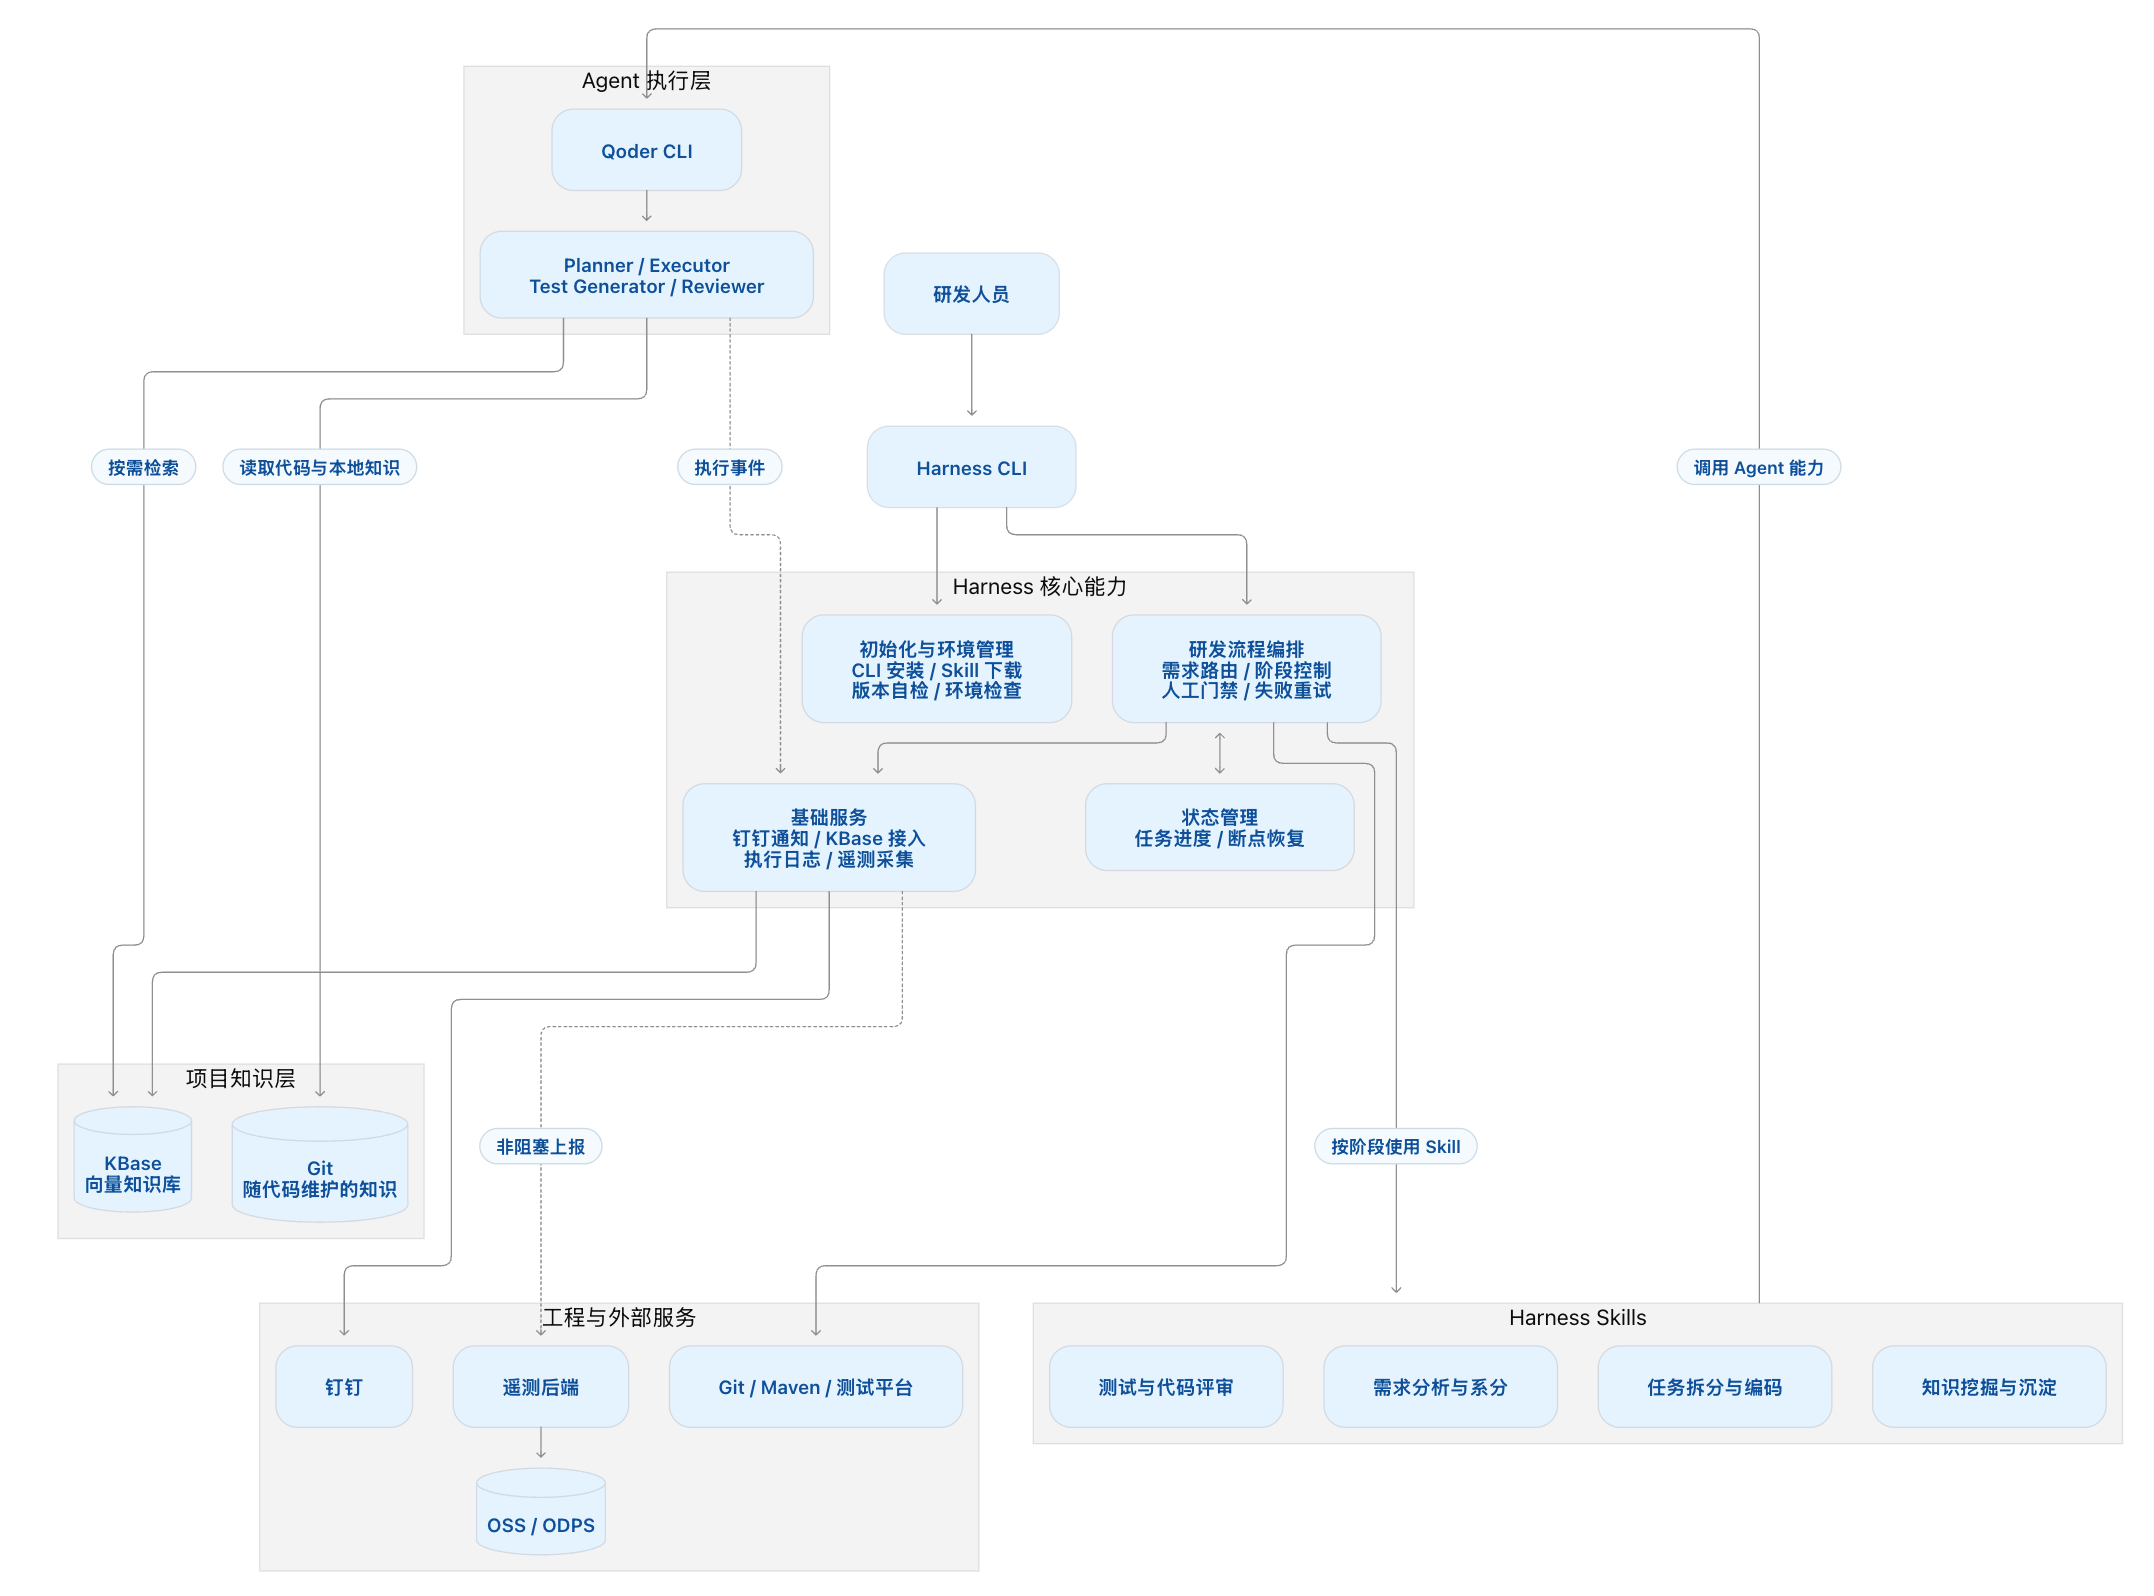 Agent 执行层
Qoder CLI
Planner / Executor
Test Generator / Reviewer
研发人员
按需检索
读取代码与本地知识
执行事件
Harness CLI
调用 Agent 能力
Harness 核心能力
初始化与环境管理
CLI 安装 / Skill 下载
版本自检 / 环境检查
研发流程编排
需求路由 / 阶段控制
人工门禁 / 失败重试
基础服务
钉钉通知 / KBase 接入
执行日志 / 遥测采集
状态管理
任务进度 / 断点恢复
项目知识层
KBase
向量知识库
Git
随代码维护的知识
非阻塞上报
按阶段使用 Skill
工程与外部服务
钉钉
遥测后端
Git / Maven / 测试平台
OSS / ODPS
Harness Skills
测试与代码评审
需求分析与系分
任务拆分与编码
知识挖掘与沉淀